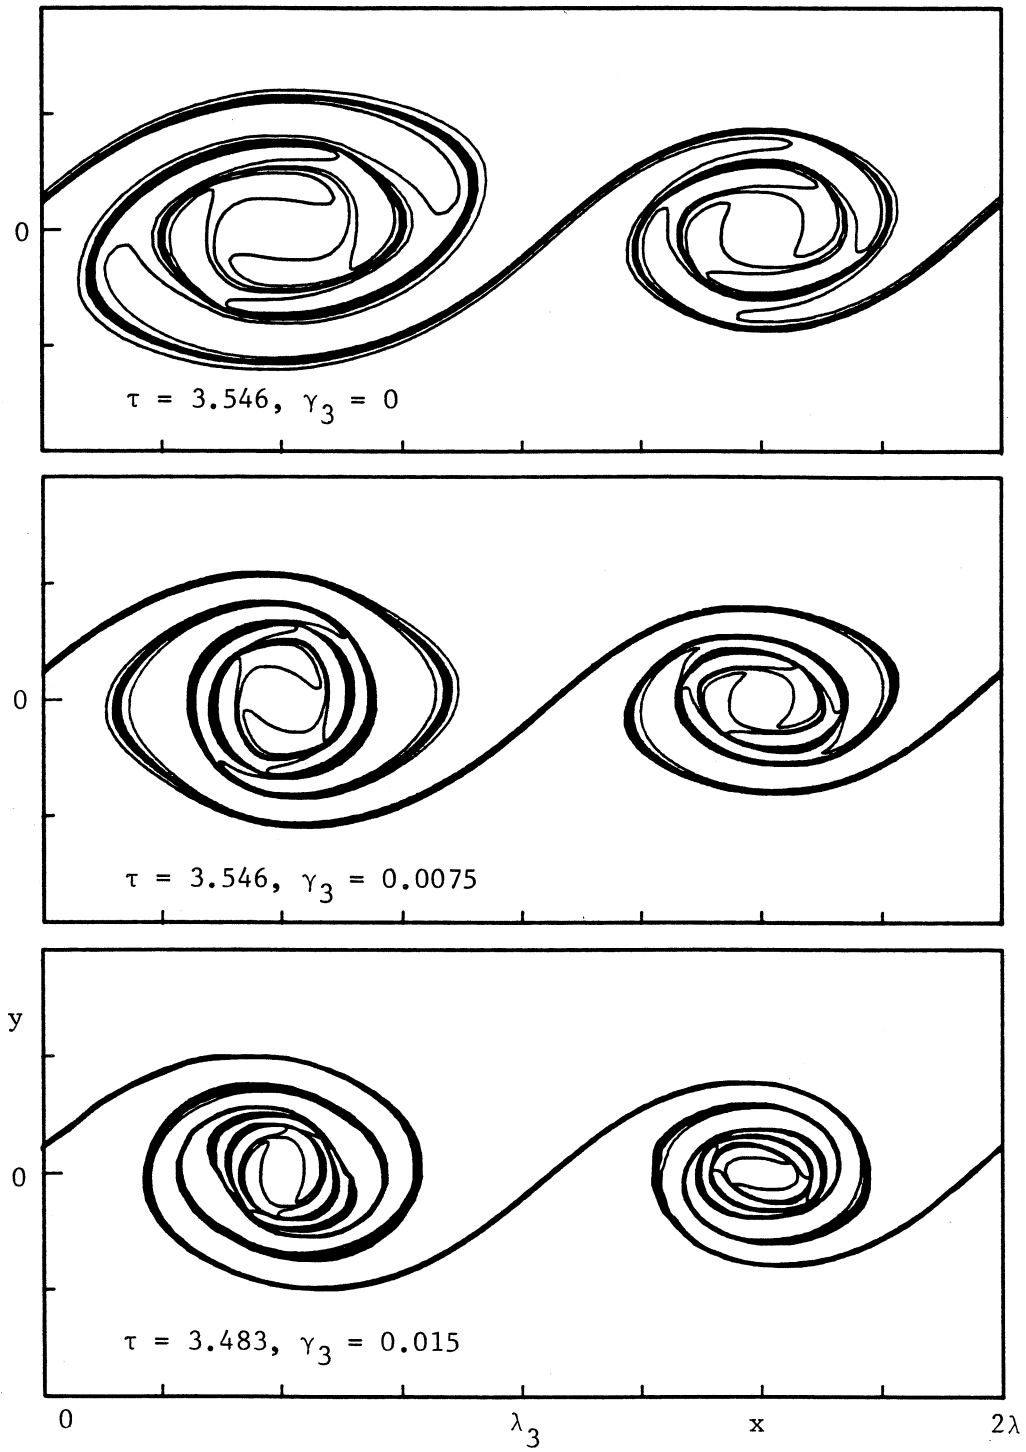 0
τ = 3.546, γ₃ = 0
0
τ = 3.546, γ₃ = 0.0075
y
0
τ = 3.483, γ₃ = 0.015
0 λ₃ x 2λ